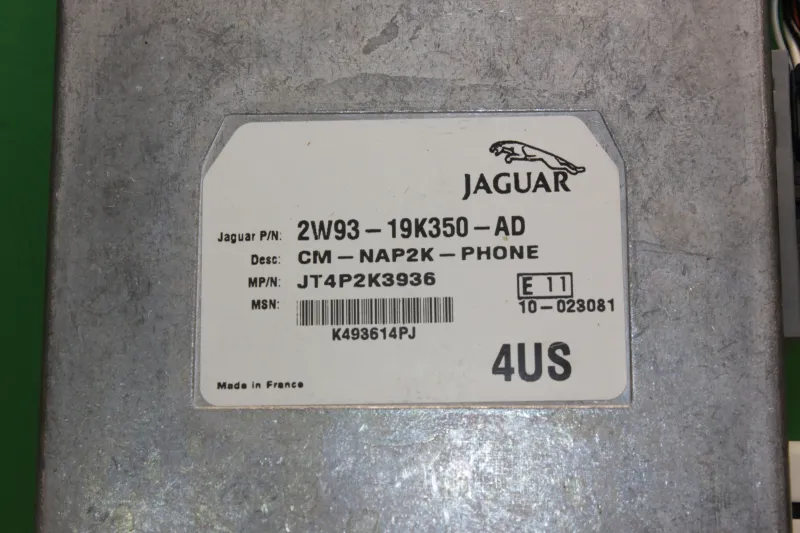 JAGUAR
Jaguar P/N: 2W93-19K350-AD
Desc: CM-NAP2K-PHONE
MP/N: JT4P2K3936
E 11
MSN:
10-023081
K493614PJ
4US
Made in France